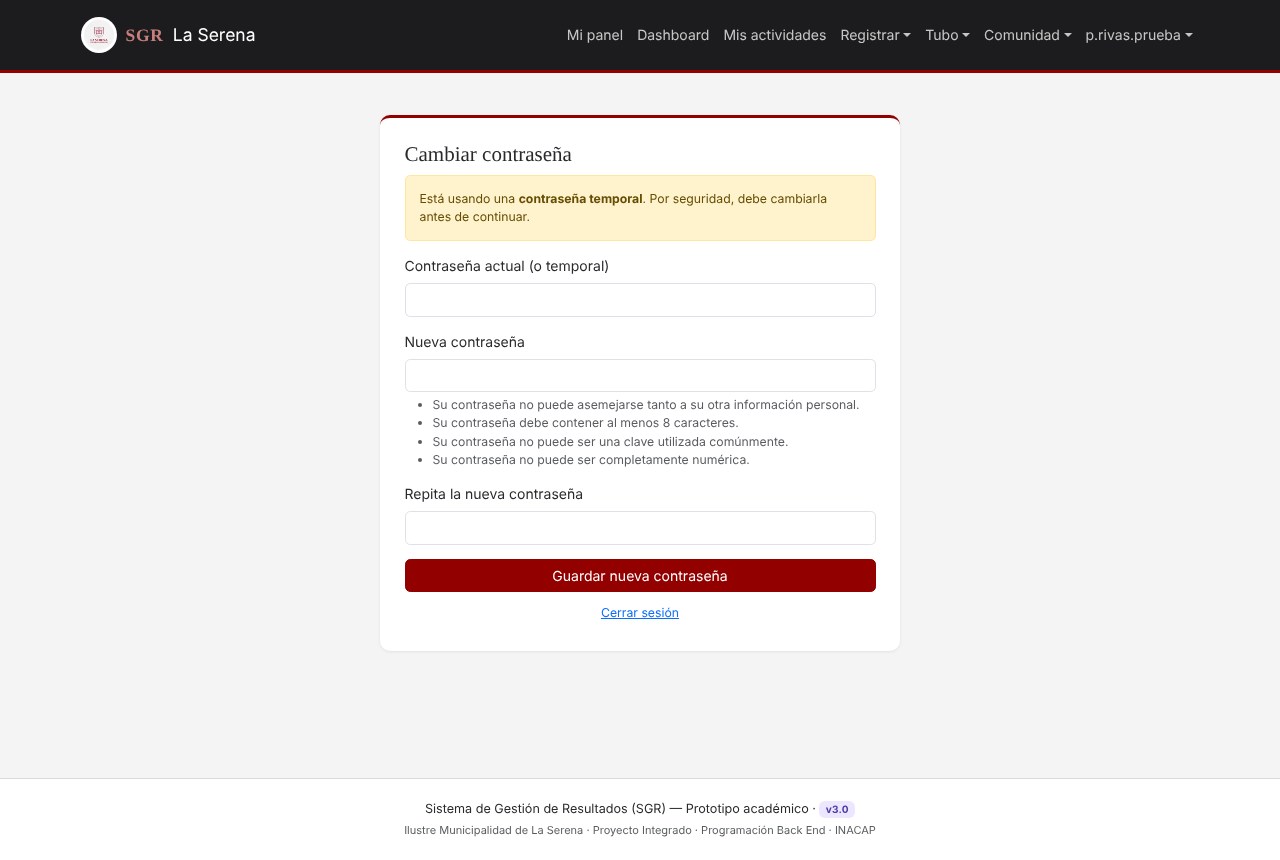 SGR La Serena
Mi panel Dashboard Mis actividades Registrar Tubo Comunidad p.rivas.prueba
Cambiar contraseña
Está usando una contraseña temporal. Por seguridad, debe cambiarla
antes de continuar.
Contraseña actual (o temporal)
Nueva contraseña
Su contraseña no puede asemejarse tanto a su otra información personal.
Su contraseña debe contener al menos 8 caracteres.
Su contraseña no puede ser una clave utilizada comúnmente.
Su contraseña no puede ser completamente numérica.
Repita la nueva contraseña
Guardar nueva contraseña
Cerrar sesión
Sistema de Gestión de Resultados (SGR) — Prototipo académico · v3.0
Ilustre Municipalidad de La Serena · Proyecto Integrado · Programación Back End · INACAP